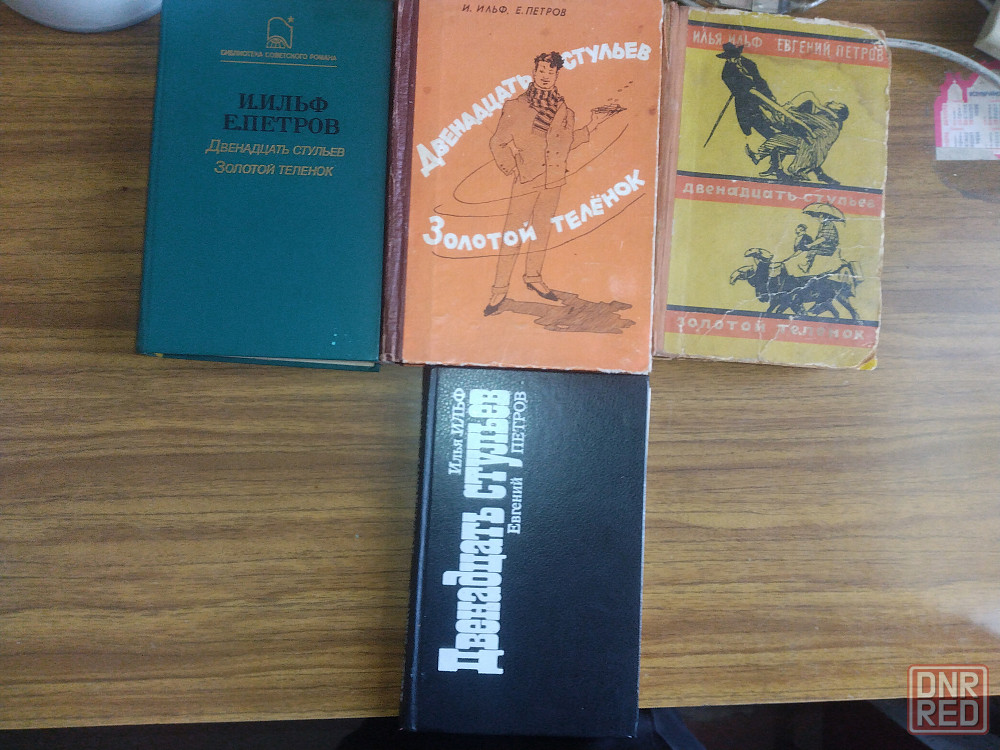 БИБЛИОТЕКА СОВЕТСКОГО РОМАНА
И.ИЛЬФ
Е.ПЕТРОВ
ДВЕНАДЦАТЬ СТУЛЬЕВ
ЗОЛОТОЙ ТЕЛЕНОК
И. ИЛЬФ, Е. ПЕТРОВ
ДВЕНАДЦАТЬ СТУЛЬЕВ
ЗОЛОТОЙ ТЕЛЁНОК
ИЛЬЯ ИЛЬФ ЕВГЕНИЙ ПЕТРОВ
ДВЕНАДЦАТЬ СТУЛЬЕВ
ЗОЛОТОЙ ТЕЛЕНОК
Илья ИЛЬФ
Двенадцать стульев
Евгений ПЕТРОВ
DNR
RED